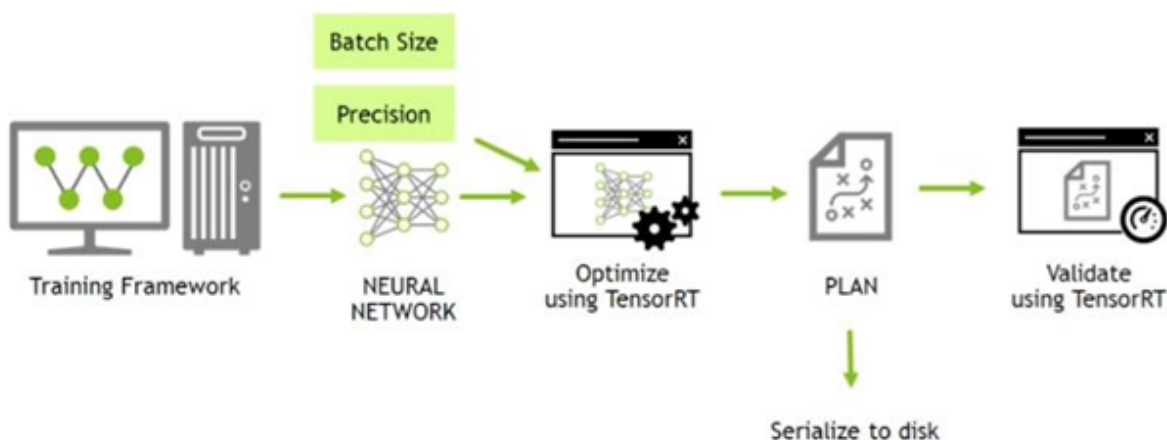 Batch Size
Precision
Training Framework
NEURAL
NETWORK
Optimize
using TensorRT
PLAN
Validate
using TensorRT
Serialize to disk